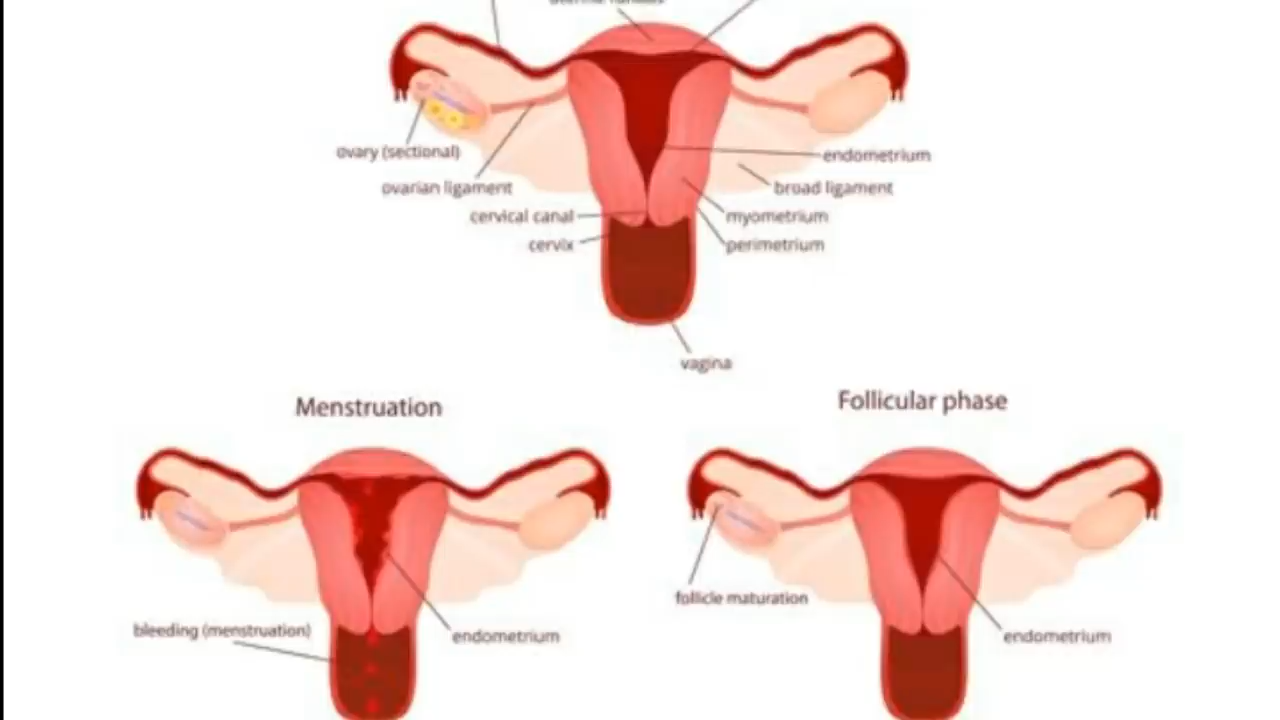 ovary (sectional)
endometrium
ovarian ligament
broad ligament
cervical canal
myometrium
cervix
perimetrium
vagina
Menstruation
Follicular phase
follicle maturation
bleeding (menstruation)
endometrium
endometrium